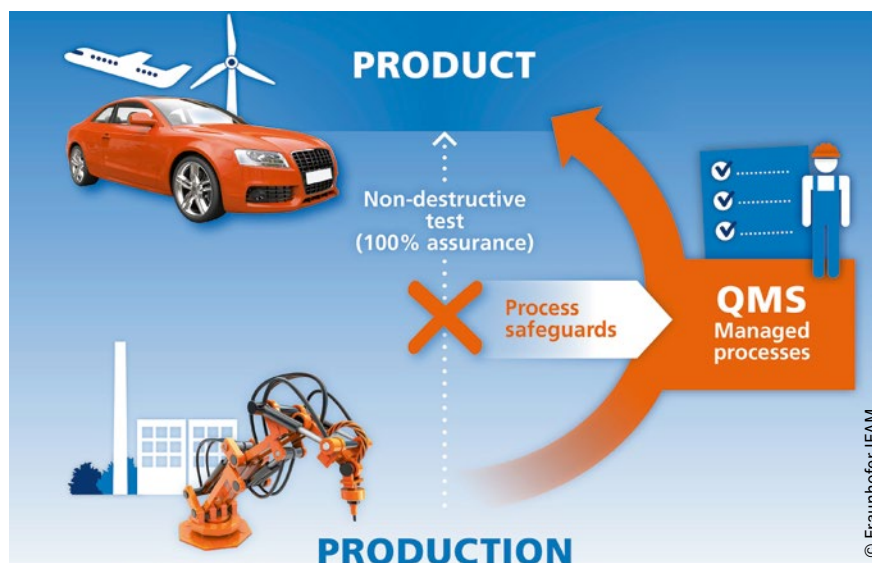 PRODUCT
Non-destructive
test
(100% assurance)
Process
safeguards
QMS
Managed
processes
PRODUCTION
© Fraunhofer IFAM